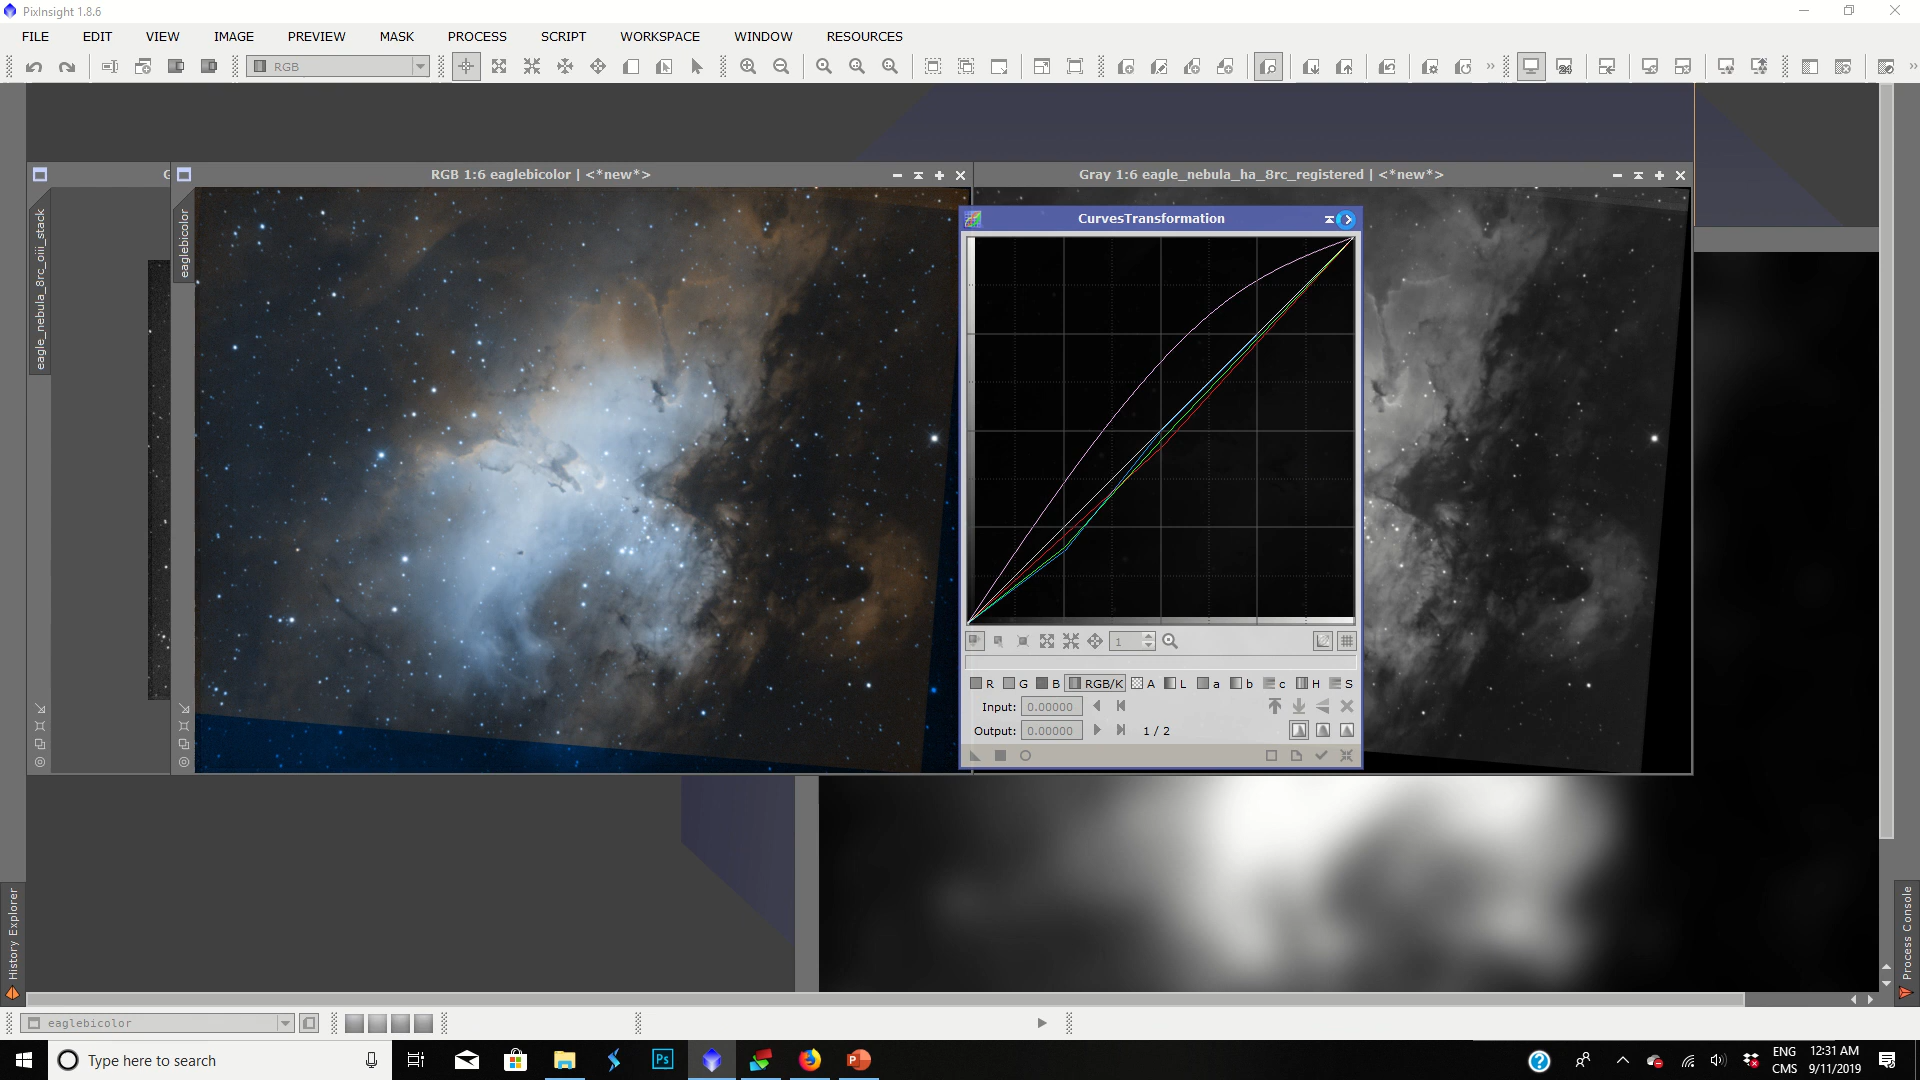 PixInsight 1.8.6
FILE EDIT VIEW IMAGE PREVIEW MASK PROCESS SCRIPT WORKSPACE WINDOW RESOURCES
RGB
G
RGB 1:6 eaglebicolor | <*new*>
Gray 1:6 eagle_nebula_ha_8rc_registered | <*new*>
eagle_nebula_8rc_oiii_stack
eaglebicolor
CurvesTransformation
1
R G B RGB/K A L a b c H S
Input: 0.00000
Output: 0.00000 1 / 2
History Explorer
Process Console
eaglebicolor
Type here to search
Ps
ENG
CMS
12:31 AM
9/11/2019